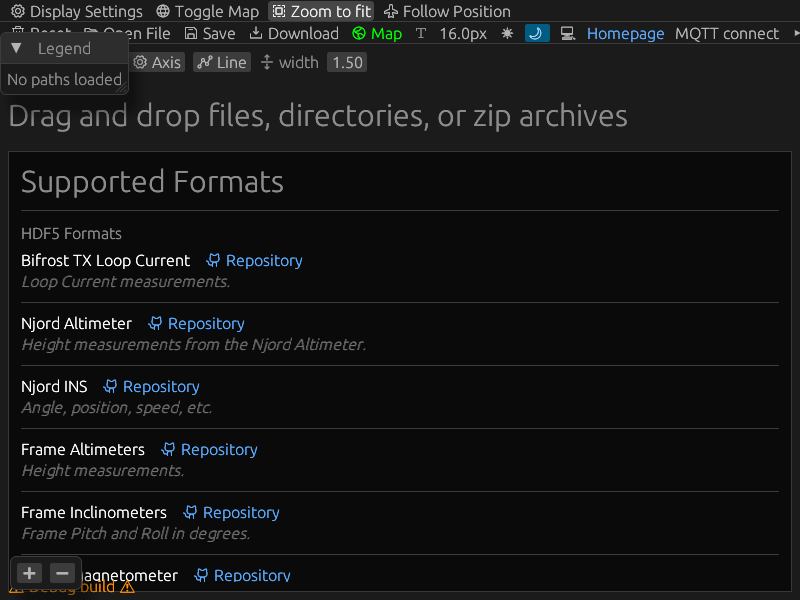 Display Settings Toggle Map Zoom to fit Follow Position
Reset Open File Save Download Map T 16.0px Homepage MQTT connect
Legend
Axis Line width 1.50
No paths loaded
Drag and drop files, directories, or zip archives
Supported Formats
HDF5 Formats
Bifrost TX Loop Current Repository
Loop Current measurements.
Njord Altimeter Repository
Height measurements from the Njord Altimeter.
Njord INS Repository
Angle, position, speed, etc.
Frame Altimeters Repository
Height measurements.
Frame Inclinometers Repository
Frame Pitch and Roll in degrees.
+ − agnetometer Repository
Debug build